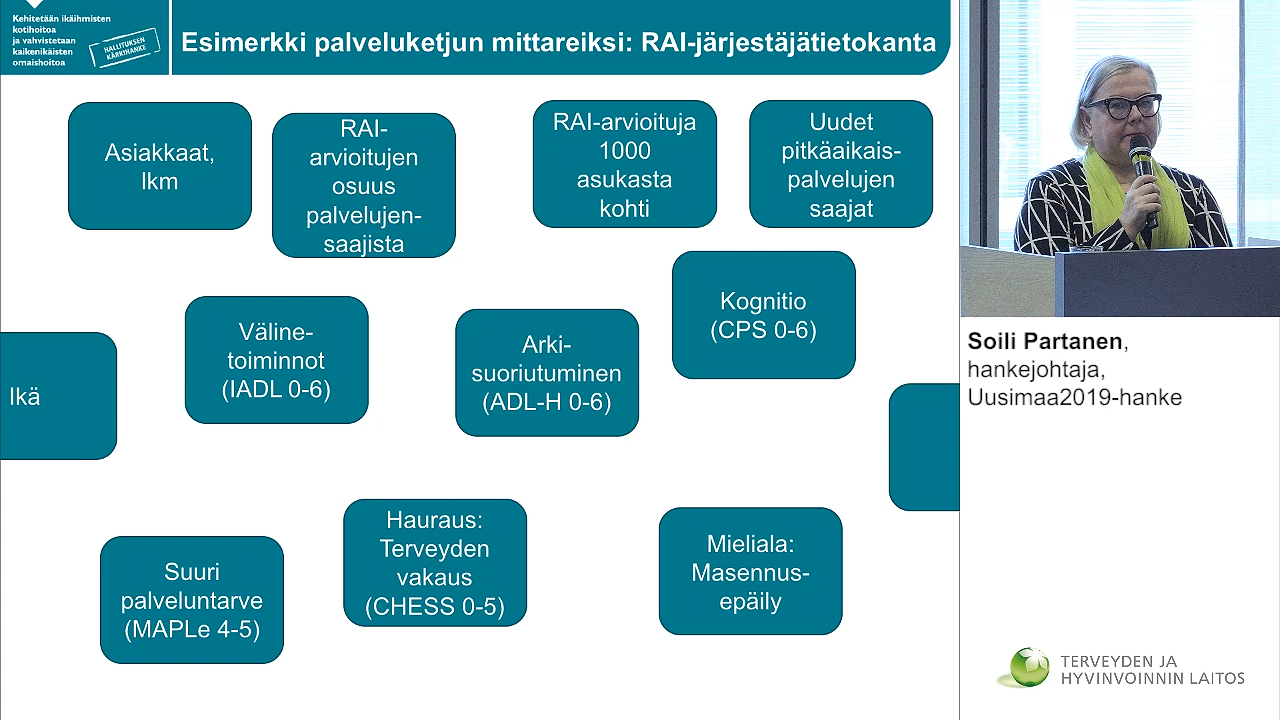 Kehitetään ikäihmisten
kotihoitoa
ja vahvistetaan
kaikenikäisten
omaishoitoa
HALLITUKSEN
KÄRKIHANKE
RAI-järjestäjätietokanta
Asiakkaat,
lkm
RAI-
arvioitujen
osuus
palvelujen-
saajista
RAI-arvioituja
1000
asukasta
kohti
Uudet
pitkäaikais-
palvelujen
saajat
Ikä
Väline-
toiminnot
(IADL 0-6)
Arki-
suoriutuminen
(ADL-H 0-6)
Kognitio
(CPS 0-6)
Suuri
palveluntarve
(MAPLe 4-5)
Hauraus:
Terveyden
vakaus
(CHESS 0-5)
Mieliala:
Masennus-
epäily
Soili Partanen,
hankejohtaja,
Uusimaa2019-hanke
TERVEYDEN JA
HYVINVOINNIN LAITOS